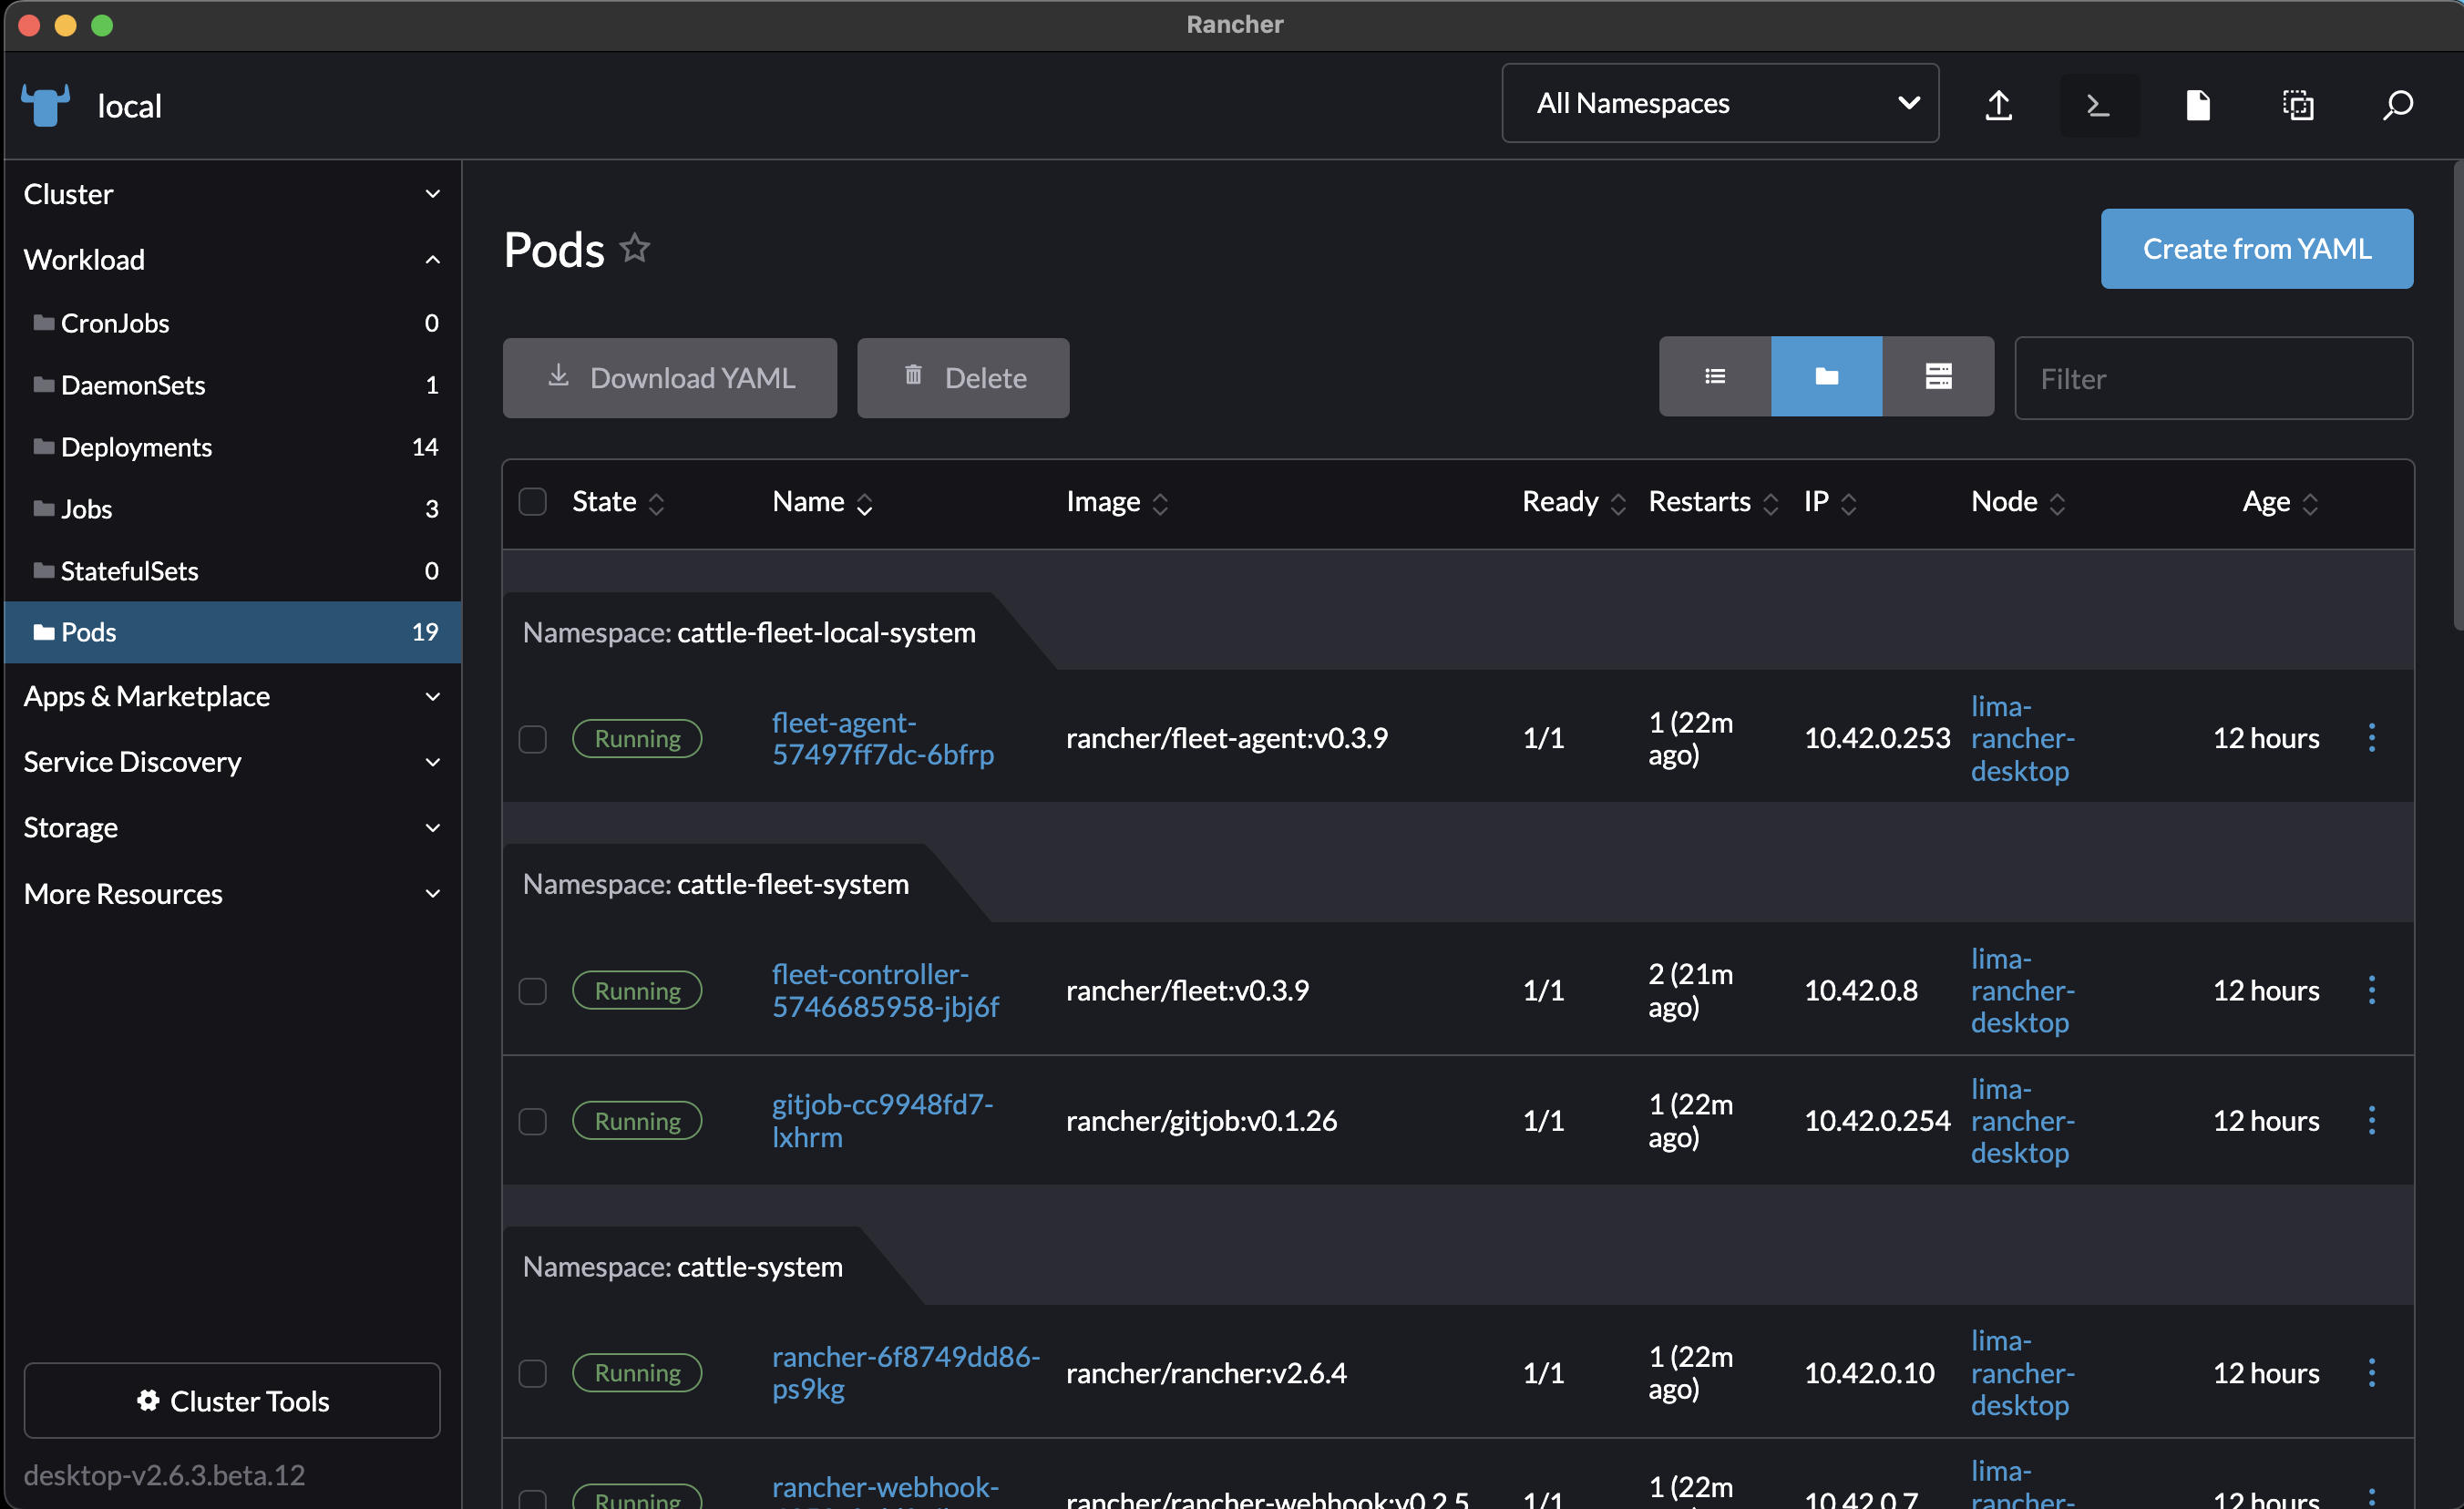 Rancher
local
All Namespaces
Cluster
Workload
CronJobs 0
DaemonSets 1
Deployments 14
Jobs 3
StatefulSets 0
Pods 19
Apps & Marketplace
Service Discovery
Storage
More Resources
Cluster Tools
desktop-v2.6.3.beta.12
Pods
Create from YAML
Download YAML Delete
Filter
State Name Image Ready Restarts IP Node Age
Namespace: cattle-fleet-local-system
Running
fleet-agent-
57497ff7dc-6bfrp
rancher/fleet-agent:v0.3.9
1/1
1 (22m
ago)
10.42.0.253
lima-
rancher-
desktop
12 hours
Namespace: cattle-fleet-system
Running
fleet-controller-
5746685958-jbj6f
rancher/fleet:v0.3.9
1/1
2 (21m
ago)
10.42.0.8
lima-
rancher-
desktop
12 hours
Running
gitjob-cc9948fd7-
lxhrm
rancher/gitjob:v0.1.26
1/1
1 (22m
ago)
10.42.0.254
lima-
rancher-
desktop
12 hours
Namespace: cattle-system
Running
rancher-6f8749dd86-
ps9kg
rancher/rancher:v2.6.4
1/1
1 (22m
ago)
10.42.0.10
lima-
rancher-
desktop
12 hours
Running
rancher-webhook-
rancher/rancher-webhook:v0.2.5
1/1
1 (22m
10.42.0.7
lima-
rancher-
12 hours